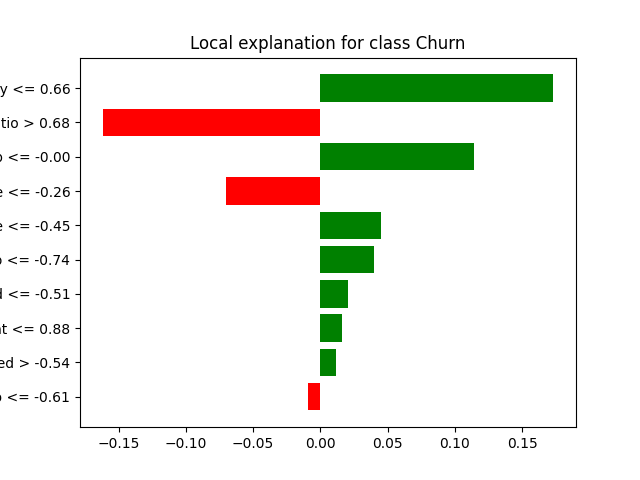 Local explanation for class Churn
y <= 0.66
tio > 0.68
o <= -0.00
e <= -0.26
e <= -0.45
o <= -0.74
d <= -0.51
nt <= 0.88
ed > -0.54
o <= -0.61
−0.15 −0.10 −0.05 0.00 0.05 0.10 0.15